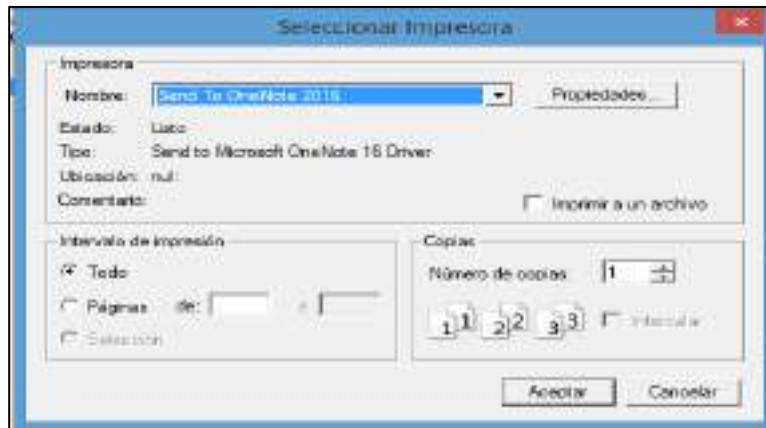 Seleccionar Impresora
Impresora
Nombre: Send To OneNote 2016 Propiedades...
Estado: Listo
Tipo: Send to Microsoft OneNote 16 Driver
Ubicación: nul:
Comentario: Imprimir a un archivo
Intervalo de impresión
Todo
Páginas de: a
Selección
Copias
Número de copias: 1
1 1 2 2 3 3 Intercalar
Aceptar Cancelar